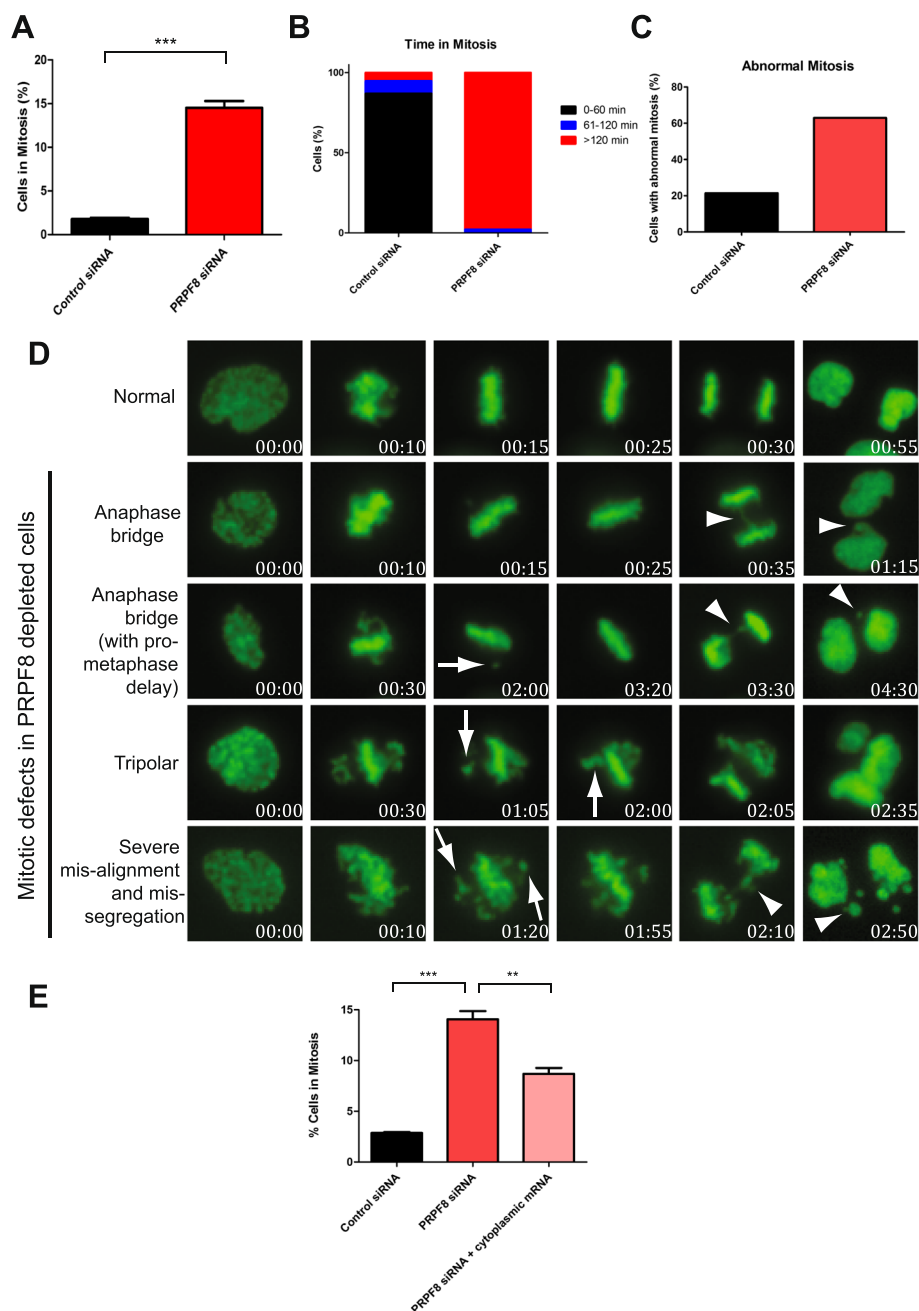 A
***
Cells in Mitosis (%)
20
15
10
5
0
Control siRNA
PRPF8 siRNA
B
Time in Mitosis
Cells (%)
100
50
0
Control siRNA
PRPF8 siRNA
0-60 min
61-120 min
>120 min
C
Abnormal Mitosis
Cells with abnormal mitosis (%)
80
60
40
20
0
Control siRNA
PRPF8 siRNA
D
Mitotic defects in PRPF8 depleted cells
Normal
00:00
00:10
00:15
00:25
00:30
00:55
Anaphase
bridge
00:00
00:10
00:15
00:25
00:35
01:15
Anaphase
bridge
(with pro-
metaphase
delay)
00:00
00:30
02:00
03:20
03:30
04:30
Tripolar
00:00
00:30
01:05
02:00
02:05
02:35
Severe
mis-alignment
and mis-
segregation
00:00
00:10
01:20
01:55
02:10
02:50
E
***
**
% Cells in Mitosis
15
10
5
0
Control siRNA
PRPF8 siRNA
PRPF8 siRNA + cytoplasmic mRNA